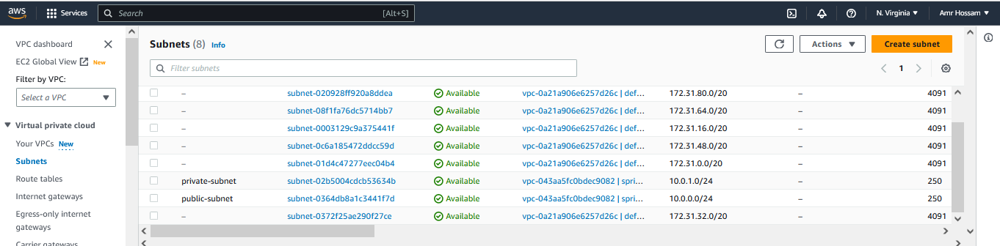 aws Services Search [Alt+S] N. Virginia Amr Hossam
VPC dashboard
EC2 Global View New
Filter by VPC:
Select a VPC
Virtual private cloud
Your VPCs New
Subnets
Route tables
Internet gateways
Egress-only internet
gateways
Carrier gateways
Subnets (8) Info Actions Create subnet
Filter subnets 1
– subnet-020928ff920a8ddea Available vpc-0a21a906e6257d26c | def... 172.31.80.0/20 – 4091
– subnet-08f1fa76dc5714bb7 Available vpc-0a21a906e6257d26c | def... 172.31.64.0/20 – 4091
– subnet-0003129c9a375441f Available vpc-0a21a906e6257d26c | def... 172.31.16.0/20 – 4091
– subnet-0c6a185472ddcc59d Available vpc-0a21a906e6257d26c | def... 172.31.48.0/20 – 4091
– subnet-01d4c47277eec04b4 Available vpc-0a21a906e6257d26c | def... 172.31.0.0/20 – 4091
private-subnet subnet-02b5004cdcb53634b Available vpc-043aa5fc0bdec9082 | spri... 10.0.1.0/24 – 250
public-subnet subnet-0364db8a1c3441f7d Available vpc-043aa5fc0bdec9082 | spri... 10.0.0.0/24 – 250
– subnet-0372f25ae290f27ce Available vpc-0a21a906e6257d26c | def... 172.31.32.0/20 – 4091